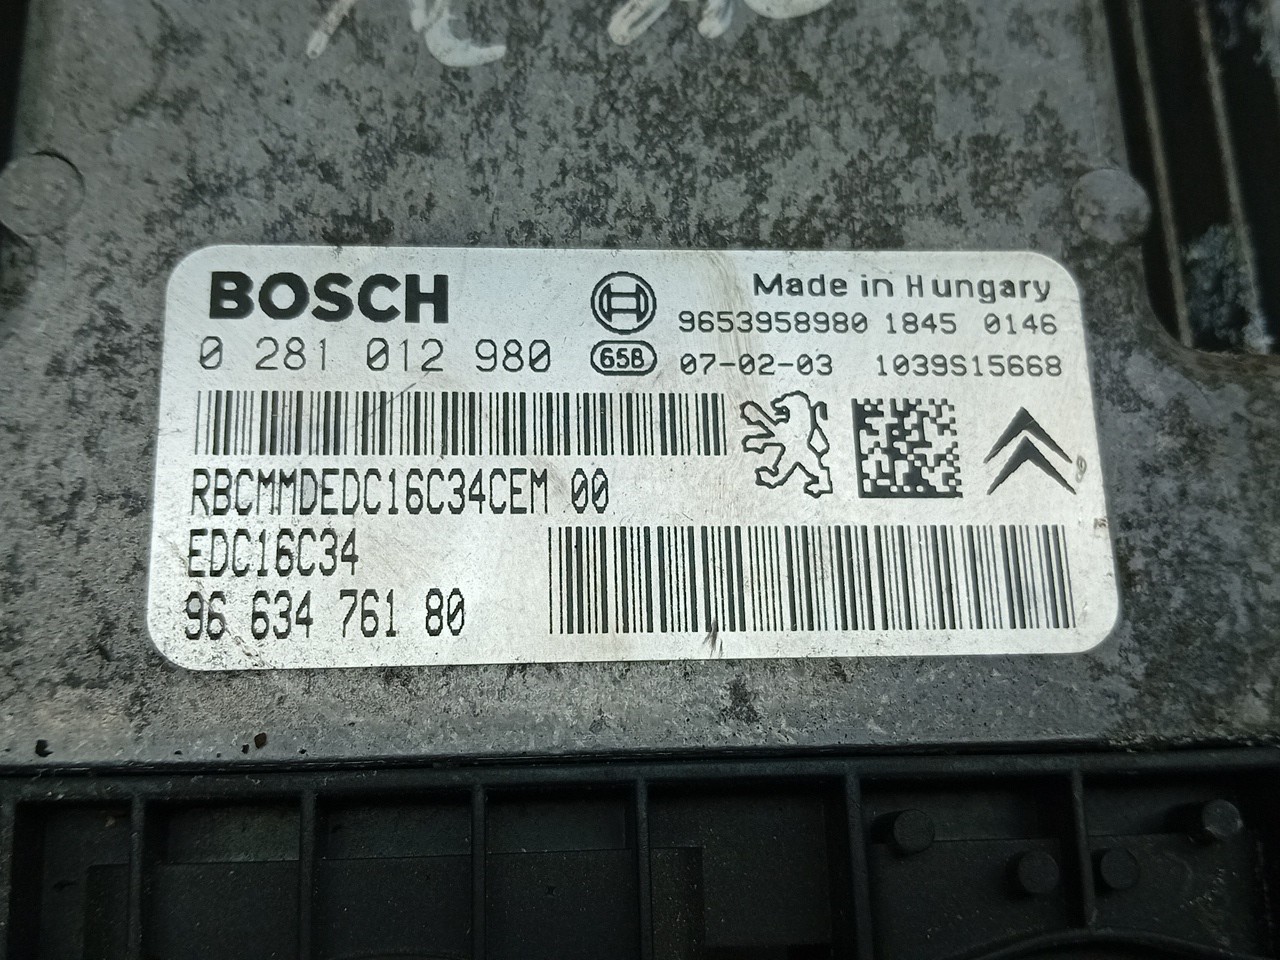 BOSCH
Made in Hungary
9653958980 1845 0146
0 281 012 980
65B
07-02-03 1039S15668
RBCMMDEDC16C34CEM 00
EDC16C34
96 634 761 80